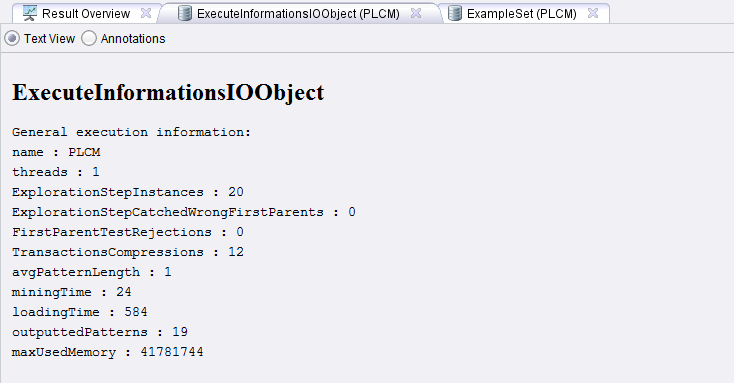 Result Overview
ExecuteInformationsIOObject (PLCM)
ExampleSet (PLCM)
Text View
Annotations
ExecuteInformationsIOObject
General execution information:
name : PLCM
threads : 1
ExplorationStepInstances : 20
ExplorationStepCatchedWrongFirstParents : 0
FirstParentTestRejections : 0
TransactionsCompressions : 12
avgPatternLength : 1
miningTime : 24
loadingTime : 584
outputtedPatterns : 19
maxUsedMemory : 41781744